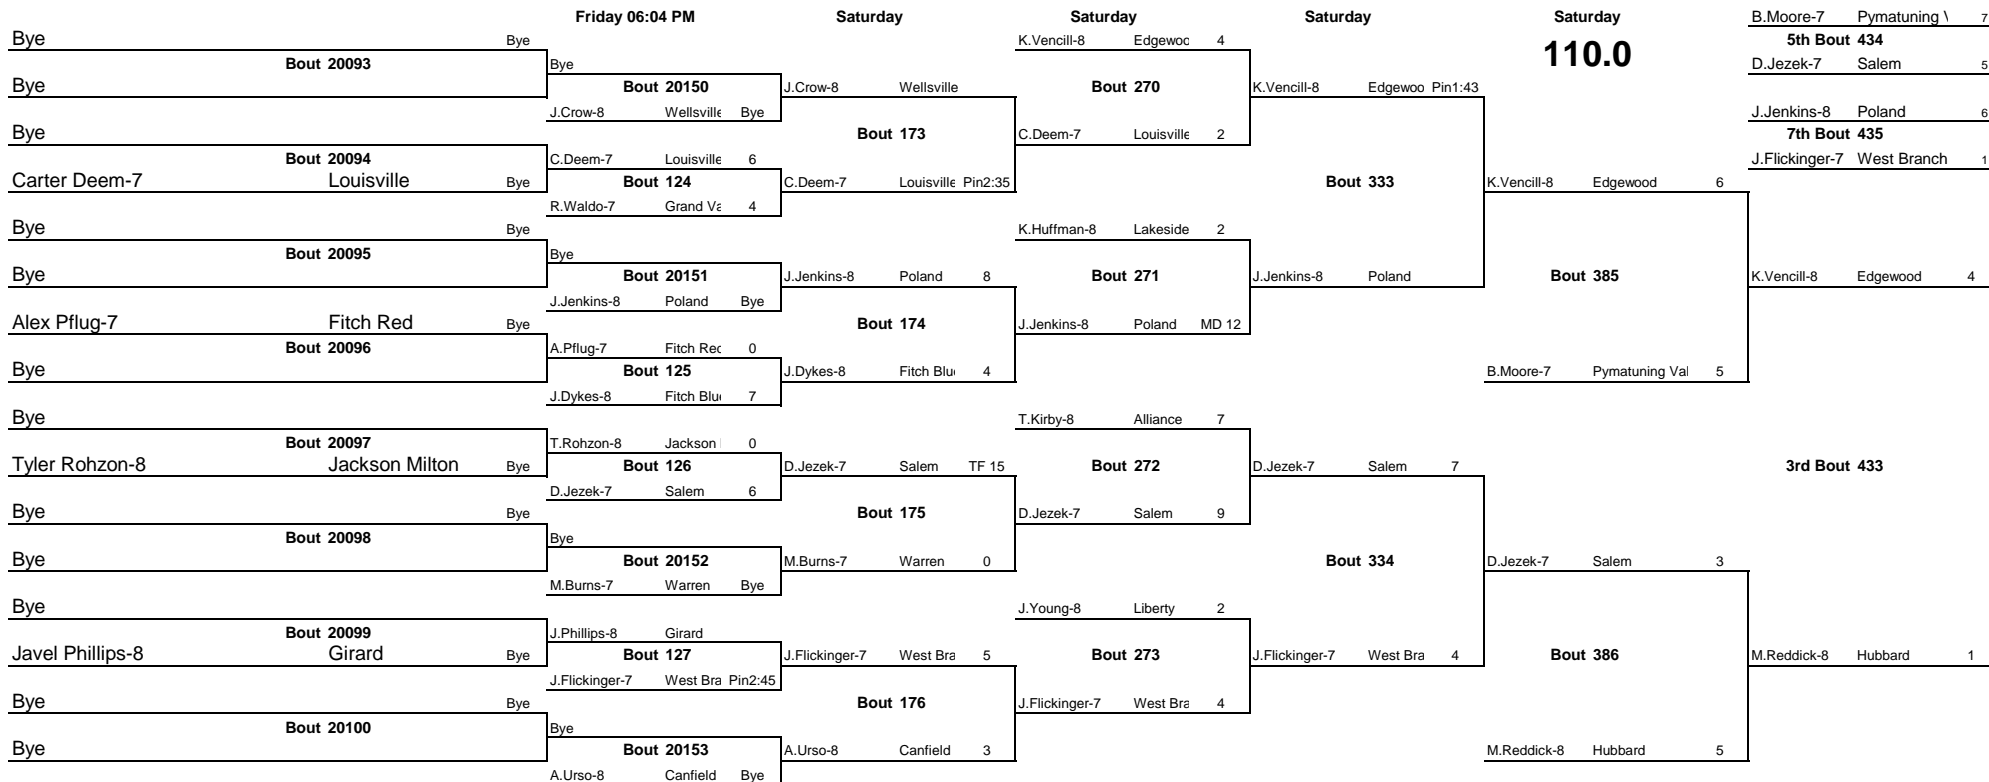 Friday 06:04 PM Saturday Saturday Saturday Saturday
110.0
Bye Bye
Bout 20093
Bye
Bye
Bout 20094
Carter Deem-7 Louisville Bye
Bye Bye
Bout 20095
Bye
Alex Pflug-7 Fitch Red Bye
Bout 20096
Bye
Bye
Bout 20097
Tyler Rohzon-8 Jackson Milton Bye
Bye Bye
Bout 20098
Bye
Bye
Bout 20099
Javel Phillips-8 Girard Bye
Bye Bye
Bout 20100
Bye
Bye
Bout 20150
J.Crow-8 Wellsville Bye
C.Deem-7 Louisville 6
Bout 124
R.Waldo-7 Grand Va 4
Bye
Bout 20151
J.Jenkins-8 Poland Bye
A.Pflug-7 Fitch Red 0
Bout 125
J.Dykes-8 Fitch Blu 7
T.Rohzon-8 Jackson 0
Bout 126
D.Jezek-7 Salem 6
Bye
Bout 20152
M.Burns-7 Warren Bye
J.Phillips-8 Girard
Bout 127
J.Flickinger-7 West Bra Pin2:45
Bye
Bout 20153
A.Urso-8 Canfield Bye
J.Crow-8 Wellsville
Bout 173
C.Deem-7 Louisville Pin2:35
J.Jenkins-8 Poland 8
Bout 174
J.Dykes-8 Fitch Blu 4
D.Jezek-7 Salem TF 15
Bout 175
M.Burns-7 Warren 0
J.Flickinger-7 West Bra 5
Bout 176
A.Urso-8 Canfield 3
K.Vencill-8 Edgewoo 4
Bout 270
C.Deem-7 Louisville 2
K.Huffman-8 Lakeside 2
Bout 271
J.Jenkins-8 Poland MD 12
T.Kirby-8 Alliance 7
Bout 272
D.Jezek-7 Salem 9
J.Young-8 Liberty 2
Bout 273
J.Flickinger-7 West Bra 4
K.Vencill-8 Edgewoo Pin1:43
Bout 333
J.Jenkins-8 Poland
D.Jezek-7 Salem 7
Bout 334
J.Flickinger-7 West Bra 4
K.Vencill-8 Edgewood 6
Bout 385
B.Moore-7 Pymatuning Val 5
D.Jezek-7 Salem 3
Bout 386
M.Reddick-8 Hubbard 5
B.Moore-7 Pymatuning V 7
5th Bout 434
D.Jezek-7 Salem 5
J.Jenkins-8 Poland 6
7th Bout 435
J.Flickinger-7 West Branch 1
K.Vencill-8 Edgewood 4
3rd Bout 433
M.Reddick-8 Hubbard 1